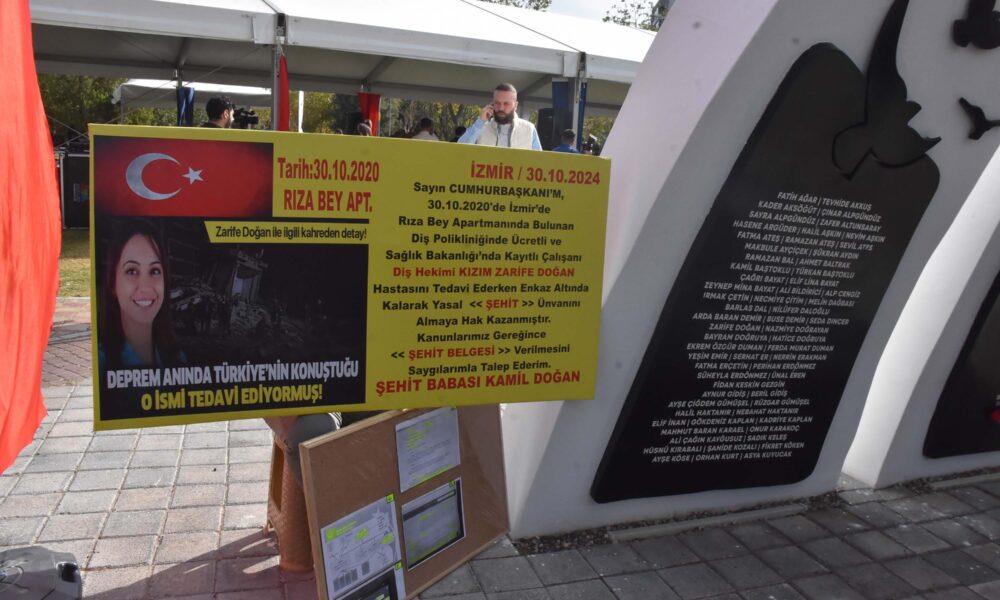 Tarih:30.10.2020
RIZA BEY APT.
Zarife Doğan ile ilgili kahreden detay!
DEPREM ANINDA TÜRKİYE'NİN KONUŞTUĞU
O İSMİ TEDAVİ EDİYORMUŞ!
İZMİR / 30.10.2024
Sayın CUMHURBAŞKANI'M,
30.10.2020'de İzmir'de
Rıza Bey Apartmanında Bulunan
Diş Polikliniğinde Ücretli ve
Sağlık Bakanlığı'nda Kayıtlı Çalışanı
Diş Hekimi KIZIM ZARİFE DOĞAN
Hastasını Tedavi Ederken Enkaz Altında
Kalarak Yasal << ŞEHİT >> Ünvanını
Almaya Hak Kazanmıştır.
Kanunlarımız Gereğince
<< ŞEHİT BELGESİ >> Verilmesini
Saygılarımla Talep Ederim.
ŞEHİT BABASI KAMİL DOĞAN
FATİH AĞAR / TEVHİDE AKKUŞ
KADER AKSÖĞÜT / ÇINAR ALPGÜNDÜZ
SAYRA ALPGÜNDÜZ / ZAFER ALTUNSARAY
HASENE ARGÜDER / HALİL AŞKIN / NEVİM AŞKIN
FATMA ATEŞ / RAMAZAN ATEŞ / SEVİL ATFS
MAKBULE AYÇİÇEK / ŞÜKRAN AYDIN
RAMAZAN BAL / AHMET BALTBAK
KAMİL BAŞTOKLU / TÜRKAN BAŞTOKLU
ÇAĞRI BAYAT / ELİF LİNA BAYAT
ZEYNEP MİNA BAYAT / ALİ BİLDİRİCİ / ALP CENGİZ
IRMAK ÇETİN / NECMİYE ÇİTİM / MELİN DAĞBAŞI
BARLAS DAL / NİLÜFER DALOĞLU
ARDA BARAN DEMİR / BUSE DEMİR / SEDA DİNCER
ZARİFE DOĞAN / NAZMİYE DOĞRAYAN
BAYRAM DOĞRUYA / HATİCE DOĞRUYA
EKREM ÖZGÜR DUMAN / FERDA MURAT DUMAN
YEŞİM EMİR / SERHAT ER / NERRİN ERAKMAN
FATMA ERÇETİN / PERİHAN ERDÖNMEZ
SÜHEYLA ERDÖNMEZ / ÜNAL EREN
FİDAN KESKİN GEZGİN
AYNUR GİDİŞ / BERİL GİDİŞ
AYŞE ÇİĞDEM GÜMÜŞEL / RÜZGAR GÜMÜŞEL
HALİL HAKTANIR / NEBAHAT HAKTANIR
ELİF İNAN / GÖKDENİZ KAPLAN / KADRİYE KAPLAN
MAHMUT BARAN KARAEL / ONUR KARAKOÇ
ALİ ÇAĞIN KAYĞUSUZ / SADIK KELEŞ
HÜSNÜ KIRABALI / ŞAHİDE KOZALI / FİKRET KÖKEN
AYŞE KÖSE / ORHAN KURT / ASYA KUYUCAK